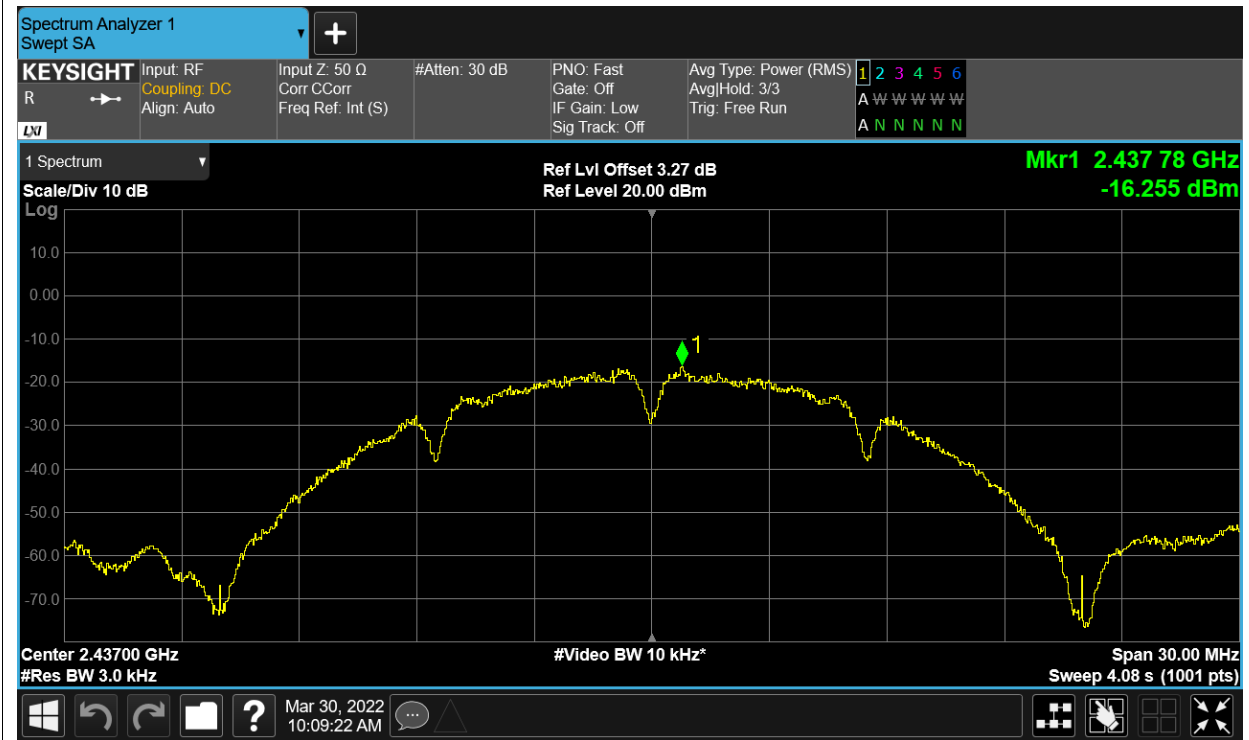 Spectrum Analyzer 1
Swept SA
KEYSIGHT
R
LXI
Input: RF
Coupling: DC
Align: Auto
Input Z: 50 Ω
Corr CCorr
Freq Ref: Int (S)
#Atten: 30 dB
PNO: Fast
Gate: Off
IF Gain: Low
Sig Track: Off
Avg Type: Power (RMS)
Avg|Hold: 3/3
Trig: Free Run
1 2 3 4 5 6
A W W W W W
A N N N N N
1 Spectrum
Scale/Div 10 dB
Log
Ref Lvl Offset 3.27 dB
Ref Level 20.00 dBm
Mkr1 2.437 78 GHz
-16.255 dBm
10.0
0.00
-10.0
1
-20.0
-30.0
-40.0
-50.0
-60.0
-70.0
Center 2.43700 GHz
#Res BW 3.0 kHz
#Video BW 10 kHz*
Span 30.00 MHz
Sweep 4.08 s (1001 pts)
?
Mar 30, 2022
10:09:22 AM